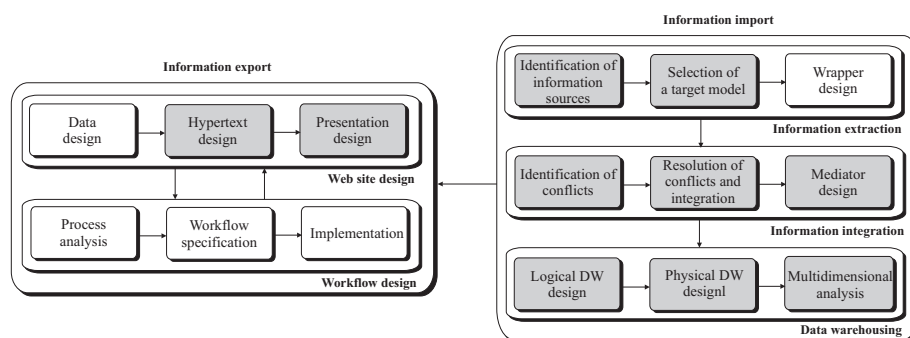 Information export
Data
design
Hypertext
design
Presentation
design
Web site design
Process
analysis
Workflow
specification
Implementation
Workflow design
Information import
Identification of
information
sources
Selection of
a target model
Wrapper
design
Information extraction
Identification
of conflicts
Resolution of
conflicts and
integration
Mediator
design
Information integration
Logical DW
design
Physical DW
designl
Multidimensional
analysis
Data warehousing